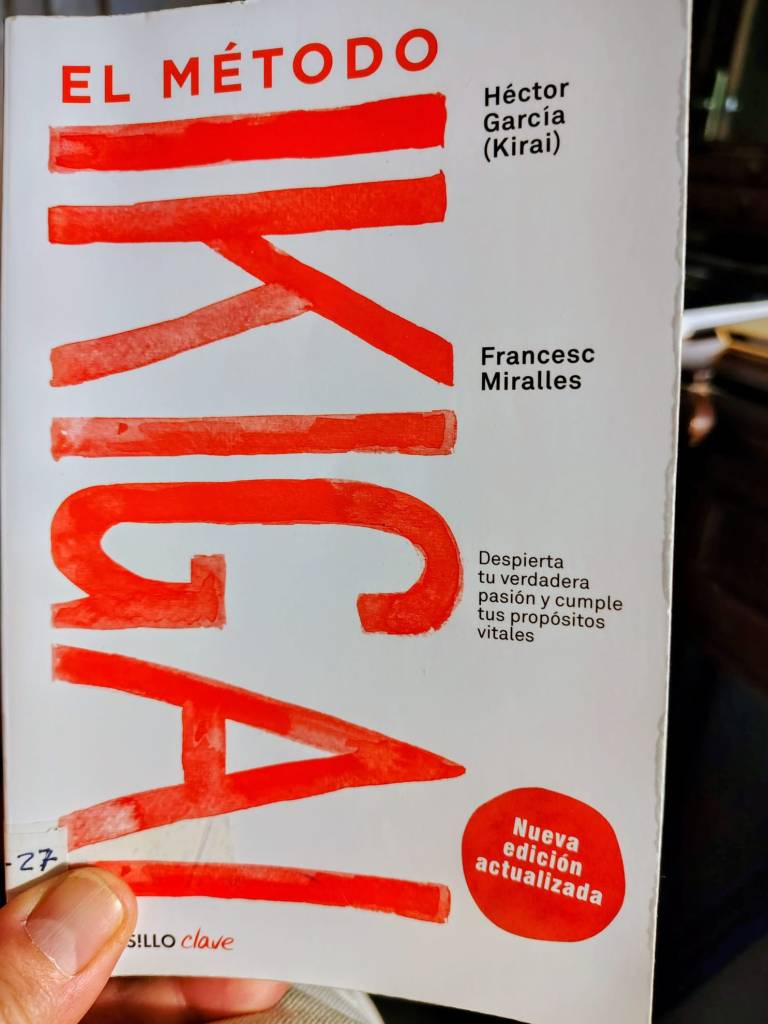 EL MÉTODO
IKIGAI
Héctor
García
(Kirai)
Francesc
Miralles
Despierta
tu verdadera
pasión y cumple
tus propósitos
vitales
Nueva
edición
actualizada
-27
S!LLO clave